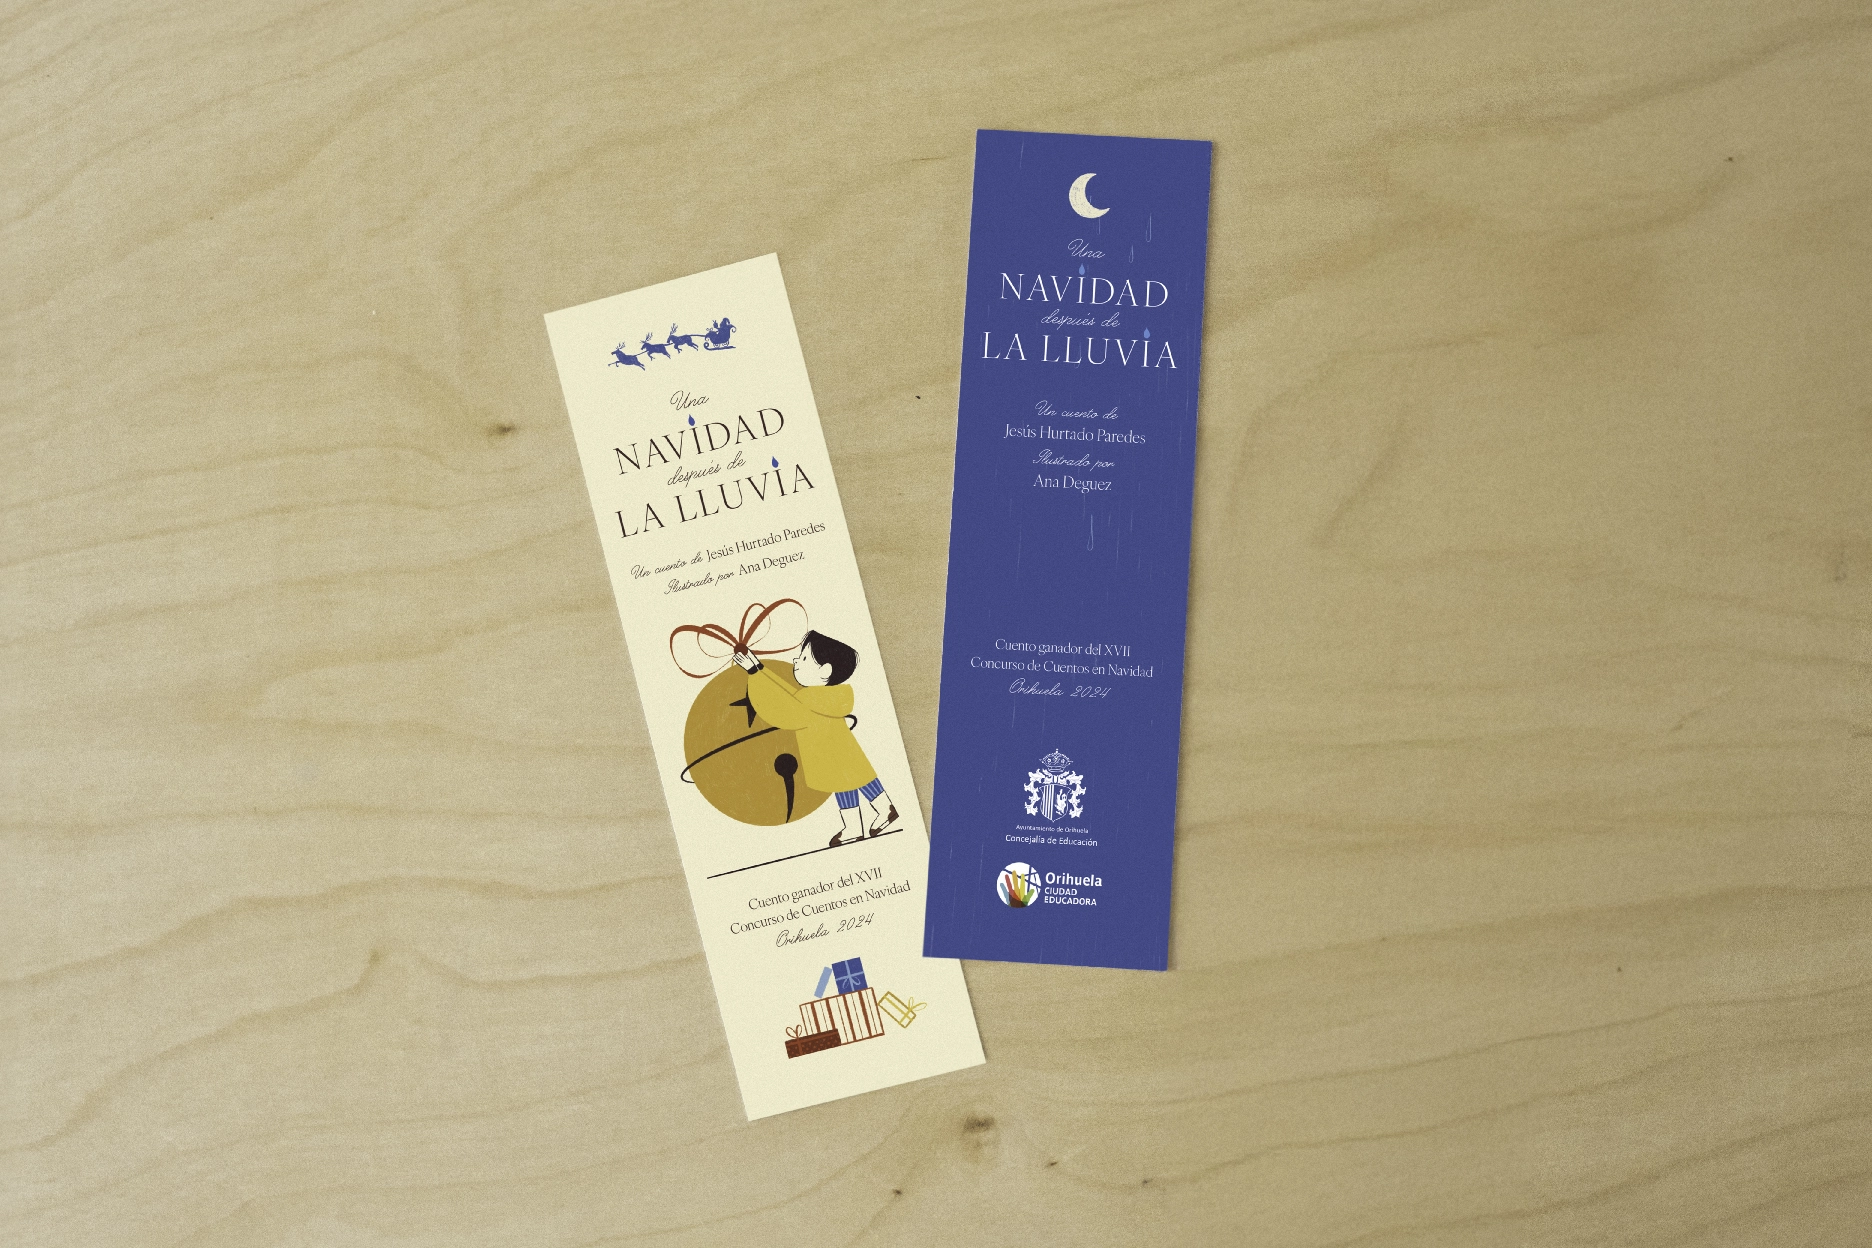 Una
NAVIDAD
después de
LA LLUVIA
Un cuento de Jesús Hurtado Paredes
Ilustrado por Ana Deguez
Cuento ganador del XVII
Concurso de Cuentos en Navidad
Orihuela 2024
Una
NAVIDAD
después de
LA LLUVIA
Un cuento de
Jesús Hurtado Paredes
Ilustrado por
Ana Deguez
Cuento ganador del XVII
Concurso de Cuentos en Navidad
Orihuela 2024
Ayuntamiento de Orihuela
Concejalía de Educación
Orihuela
CIUDAD
EDUCADORA